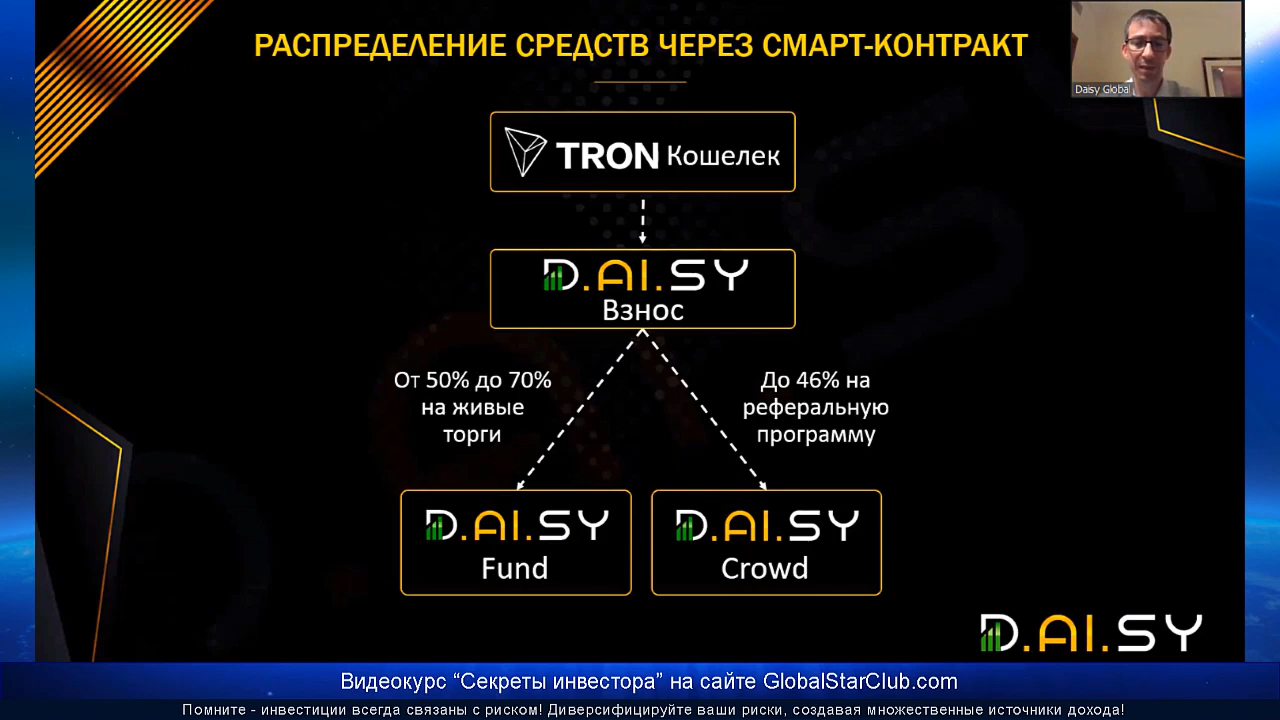 РАСПРЕДЕЛЕНИЕ СРЕДСТВ ЧЕРЕЗ СМАРТ-КОНТРАКТ
Daisy Global
TRON Кошелек
D.AI.SY
Взнос
От 50% до 70%
на живые
торги
До 46% на
реферальную
программу
D.AI.SY
Fund
D.AI.SY
Crowd
D.AI.SY
Видеокурс “Секреты инвестора” на сайте GlobalStarClub.com
Помните - инвестиции всегда связаны с риском! Диверсифицируйте ваши риски, создавая множественные источники дохода!